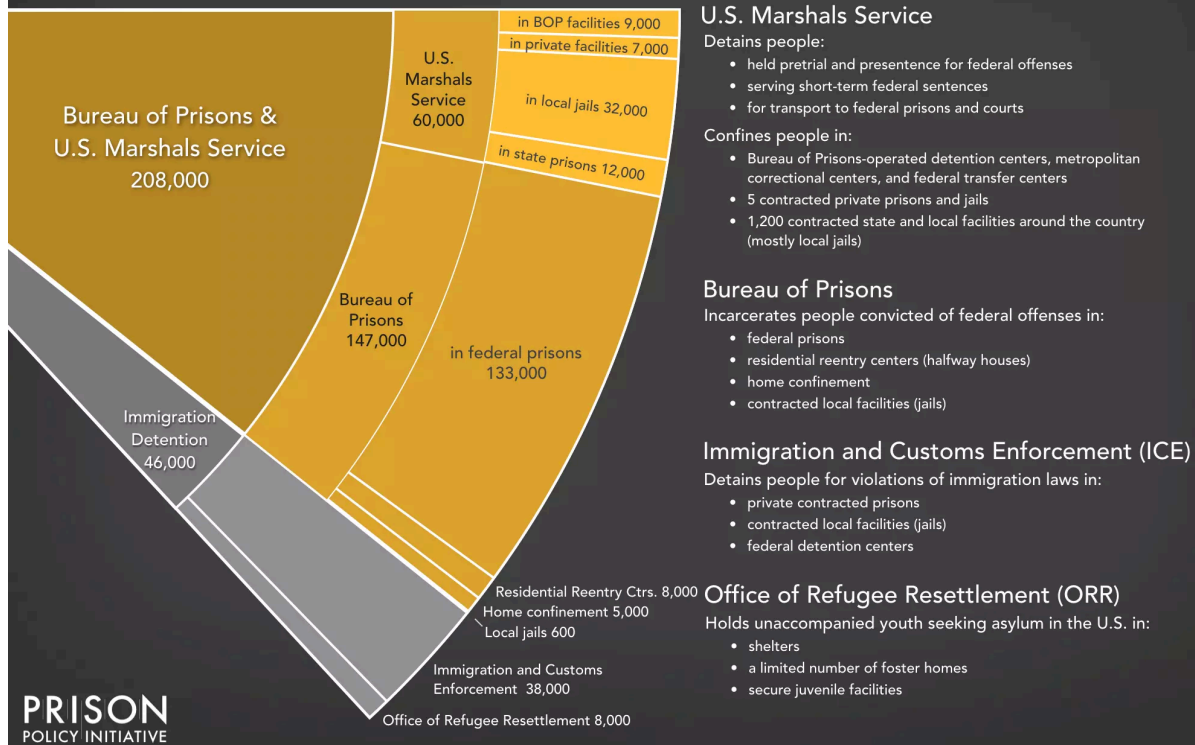 Bureau of Prisons &
U.S. Marshals Service
208,000
U.S.
Marshals
Service
60,000
in BOP facilities 9,000
in private facilities 7,000
in local jails 32,000
in state prisons 12,000
Bureau of
Prisons
147,000
in federal prisons
133,000
Immigration
Detention
46,000
Residential Reentry Ctrs. 8,000
Home confinement 5,000
Local jails 600
Immigration and Customs
Enforcement 38,000
Office of Refugee Resettlement 8,000
PRISON
POLICY INITIATIVE
U.S. Marshals Service
Detains people:
• held pretrial and presentence for federal offenses
• serving short-term federal sentences
• for transport to federal prisons and courts
Confines people in:
• Bureau of Prisons-operated detention centers, metropolitan
correctional centers, and federal transfer centers
• 5 contracted private prisons and jails
• 1,200 contracted state and local facilities around the country
(mostly local jails)
Bureau of Prisons
Incarcerates people convicted of federal offenses in:
• federal prisons
• residential reentry centers (halfway houses)
• home confinement
• contracted local facilities (jails)
Immigration and Customs Enforcement (ICE)
Detains people for violations of immigration laws in:
• private contracted prisons
• contracted local facilities (jails)
• federal detention centers
Office of Refugee Resettlement (ORR)
Holds unaccompanied youth seeking asylum in the U.S. in:
• shelters
• a limited number of foster homes
• secure juvenile facilities